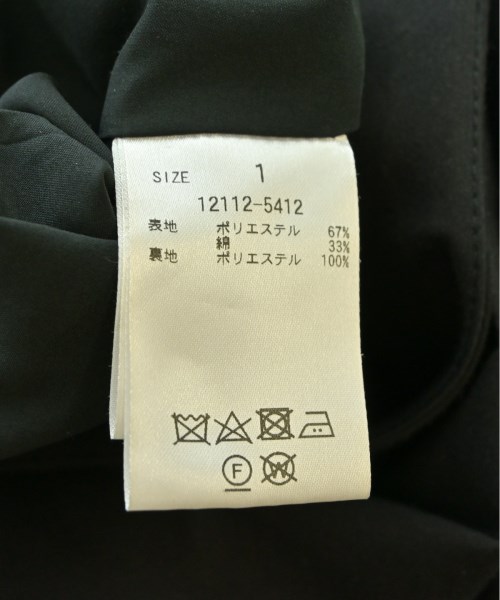 SIZE 1
12112-5412
表地 ポリエステル 67%
綿 33%
裏地 ポリエステル 100%
F W